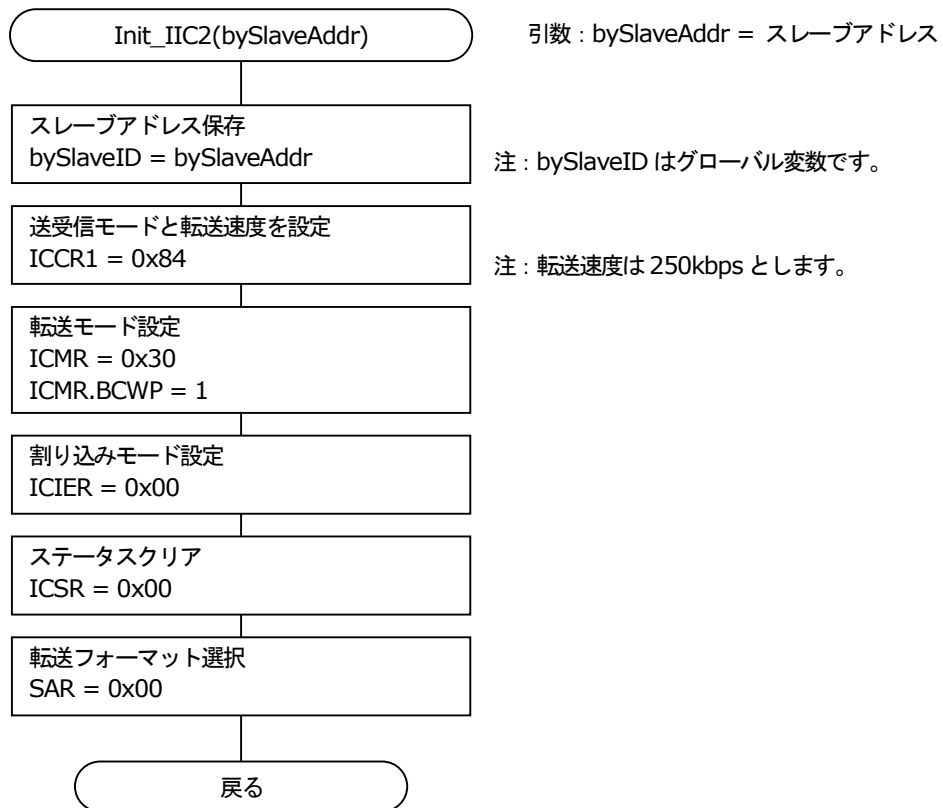 Init_IIC2(bySlaveAddr)
引数：bySlaveAddr = スレーブアドレス
スレーブアドレス保存
bySlaveID = bySlaveAddr
注：bySlaveID はグローバル変数です。
送受信モードと転送速度を設定
ICCR1 = 0x84
注：転送速度は 250kbps とします。
転送モード設定
ICMR = 0x30
ICMR.BCWP = 1
割り込みモード設定
ICIER = 0x00
ステータスクリア
ICSR = 0x00
転送フォーマット選択
SAR = 0x00
戻る